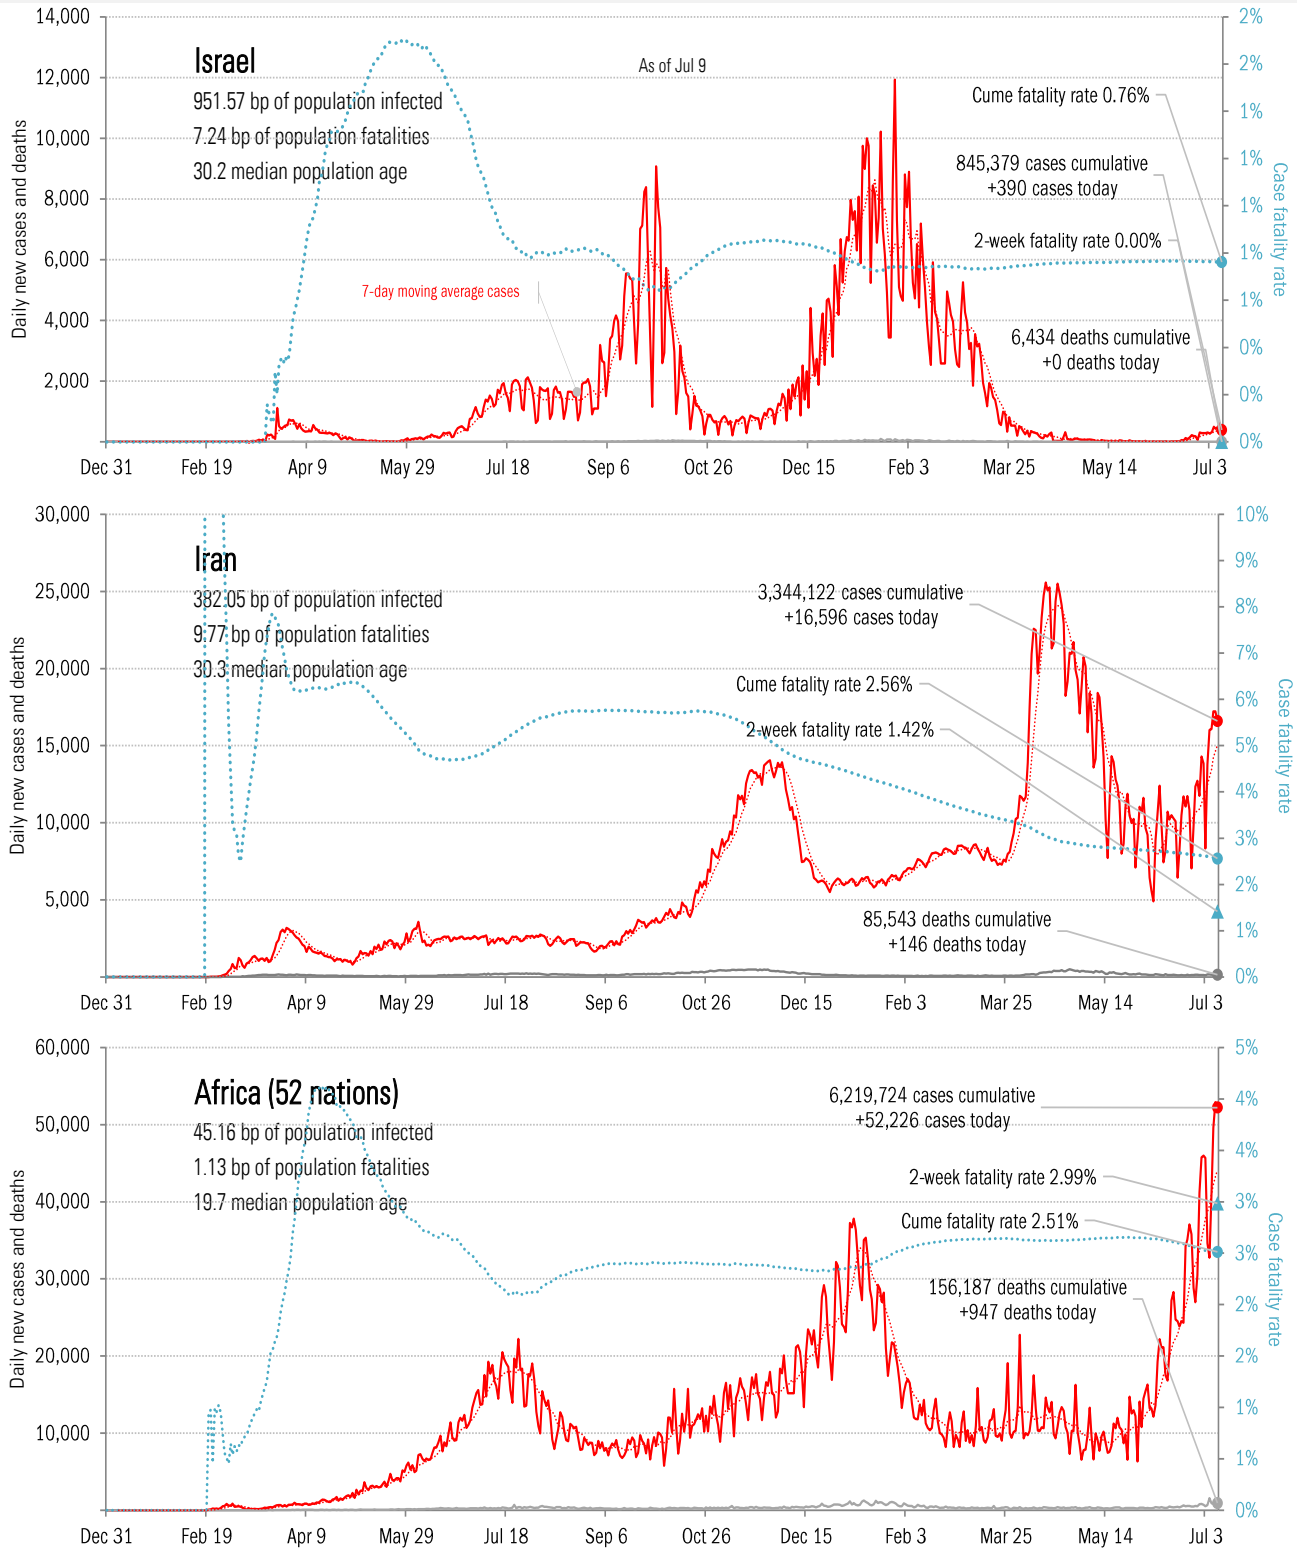 14,000
12,000
10,000
8,000
6,000
4,000
2,000
Daily new cases and deaths
Israel
951.57 bp of population infected
7.24 bp of population fatalities
30.2 median population age
As of Jul 9
7-day moving average cases
Cume fatality rate 0.76%
845,379 cases cumulative
+390 cases today
2-week fatality rate 0.00%
6,434 deaths cumulative
+0 deaths today
2%
2%
1%
1%
1%
1%
1%
0%
0%
0%
Case fatality rate
Dec 31 Feb 19 Apr 9 May 29 Jul 18 Sep 6 Oct 26 Dec 15 Feb 3 Mar 25 May 14 Jul 3
30,000
25,000
20,000
15,000
10,000
5,000
Daily new cases and deaths
Iran
382.05 bp of population infected
9.77 bp of population fatalities
30.3 median population age
3,344,122 cases cumulative
+16,596 cases today
Cume fatality rate 2.56%
2-week fatality rate 1.42%
85,543 deaths cumulative
+146 deaths today
10%
9%
8%
7%
6%
5%
4%
3%
2%
1%
0%
Case fatality rate
Dec 31 Feb 19 Apr 9 May 29 Jul 18 Sep 6 Oct 26 Dec 15 Feb 3 Mar 25 May 14 Jul 3
60,000
50,000
40,000
30,000
20,000
10,000
Daily new cases and deaths
Africa (52 nations)
45.16 bp of population infected
1.13 bp of population fatalities
19.7 median population age
6,219,724 cases cumulative
+52,226 cases today
2-week fatality rate 2.99%
Cume fatality rate 2.51%
156,187 deaths cumulative
+947 deaths today
5%
4%
4%
3%
3%
2%
2%
1%
1%
0%
Case fatality rate
Dec 31 Feb 19 Apr 9 May 29 Jul 18 Sep 6 Oct 26 Dec 15 Feb 3 Mar 25 May 14 Jul 3